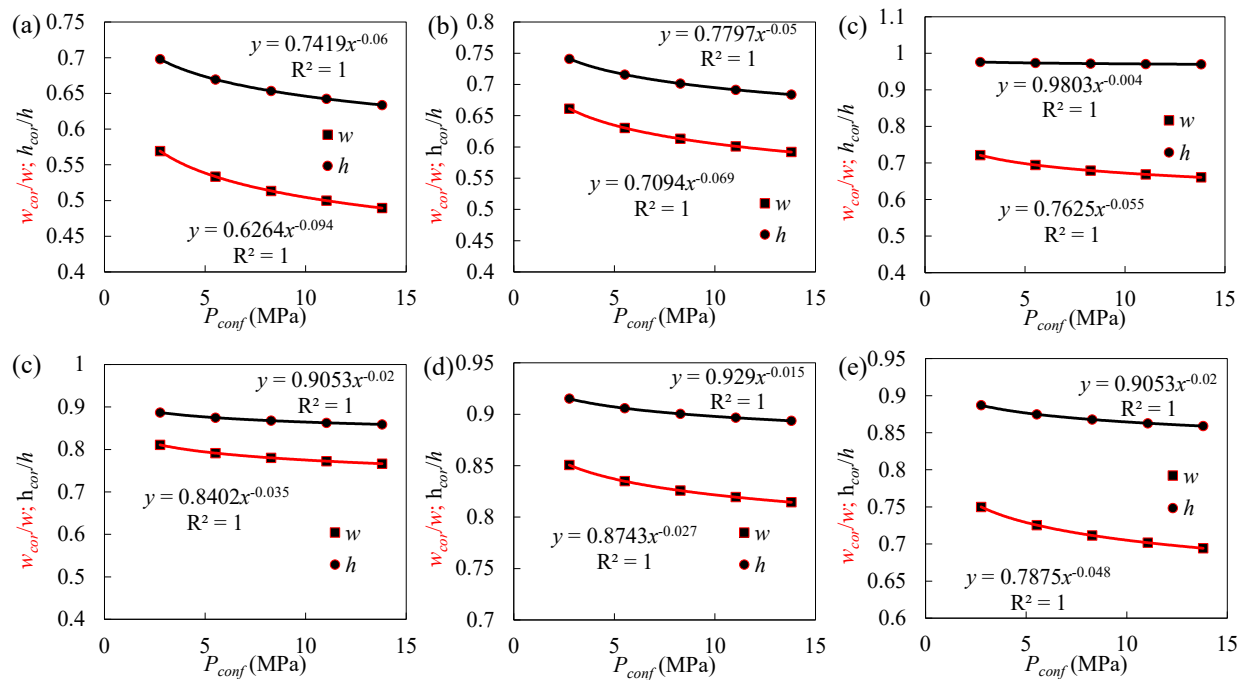 (a)
0.75
0.7
0.65
0.6
0.55
0.5
0.45
0.4
w_cor/w; h_cor/h
y = 0.7419x^-0.06
R² = 1
w
h
y = 0.6264x^-0.094
R² = 1
0 5 10 15
P_conf (MPa)
(b)
0.8
0.75
0.7
0.65
0.6
0.55
0.5
0.45
0.4
w_cor/w; h_cor/h
y = 0.7797x^-0.05
R² = 1
y = 0.7094x^-0.069
R² = 1
w
h
0 5 10 15
P_conf (MPa)
(c)
1.1
1
0.9
0.8
0.7
0.6
0.5
0.4
w_cor/w; h_cor/h
y = 0.9803x^-0.004
R² = 1
w
h
y = 0.7625x^-0.055
R² = 1
0 5 10 15
P_conf (MPa)
(c)
1
0.9
0.8
0.7
0.6
0.5
0.4
w_cor/w; h_cor/h
y = 0.9053x^-0.02
R² = 1
y = 0.8402x^-0.035
R² = 1
w
h
0 5 10 15
P_conf (MPa)
(d)
0.95
0.9
0.85
0.8
0.75
0.7
w_cor/w; h_cor/h
y = 0.929x^-0.015
R² = 1
y = 0.8743x^-0.027
R² = 1
w
h
0 5 10 15
P_conf (MPa)
(e)
0.95
0.9
0.85
0.8
0.75
0.7
0.65
0.6
w_cor/w; h_cor/h
y = 0.9053x^-0.02
R² = 1
w
h
y = 0.7875x^-0.048
R² = 1
0 5 10 15
P_conf (MPa)